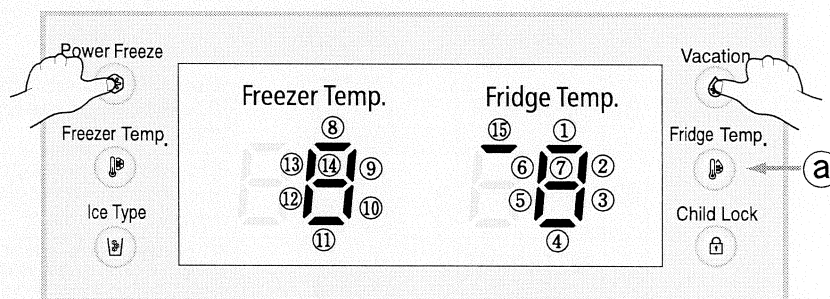 Power Freeze
Freezer Temp.
Ice Type
Freezer Temp.
⑧
⑬ ⑭ ⑨
⑫ ⑩
⑪
Fridge Temp.
⑮ ①
⑥ ⑦ ②
⑤ ③
④
Vacation
Fridge Temp.
ⓐ
Child Lock